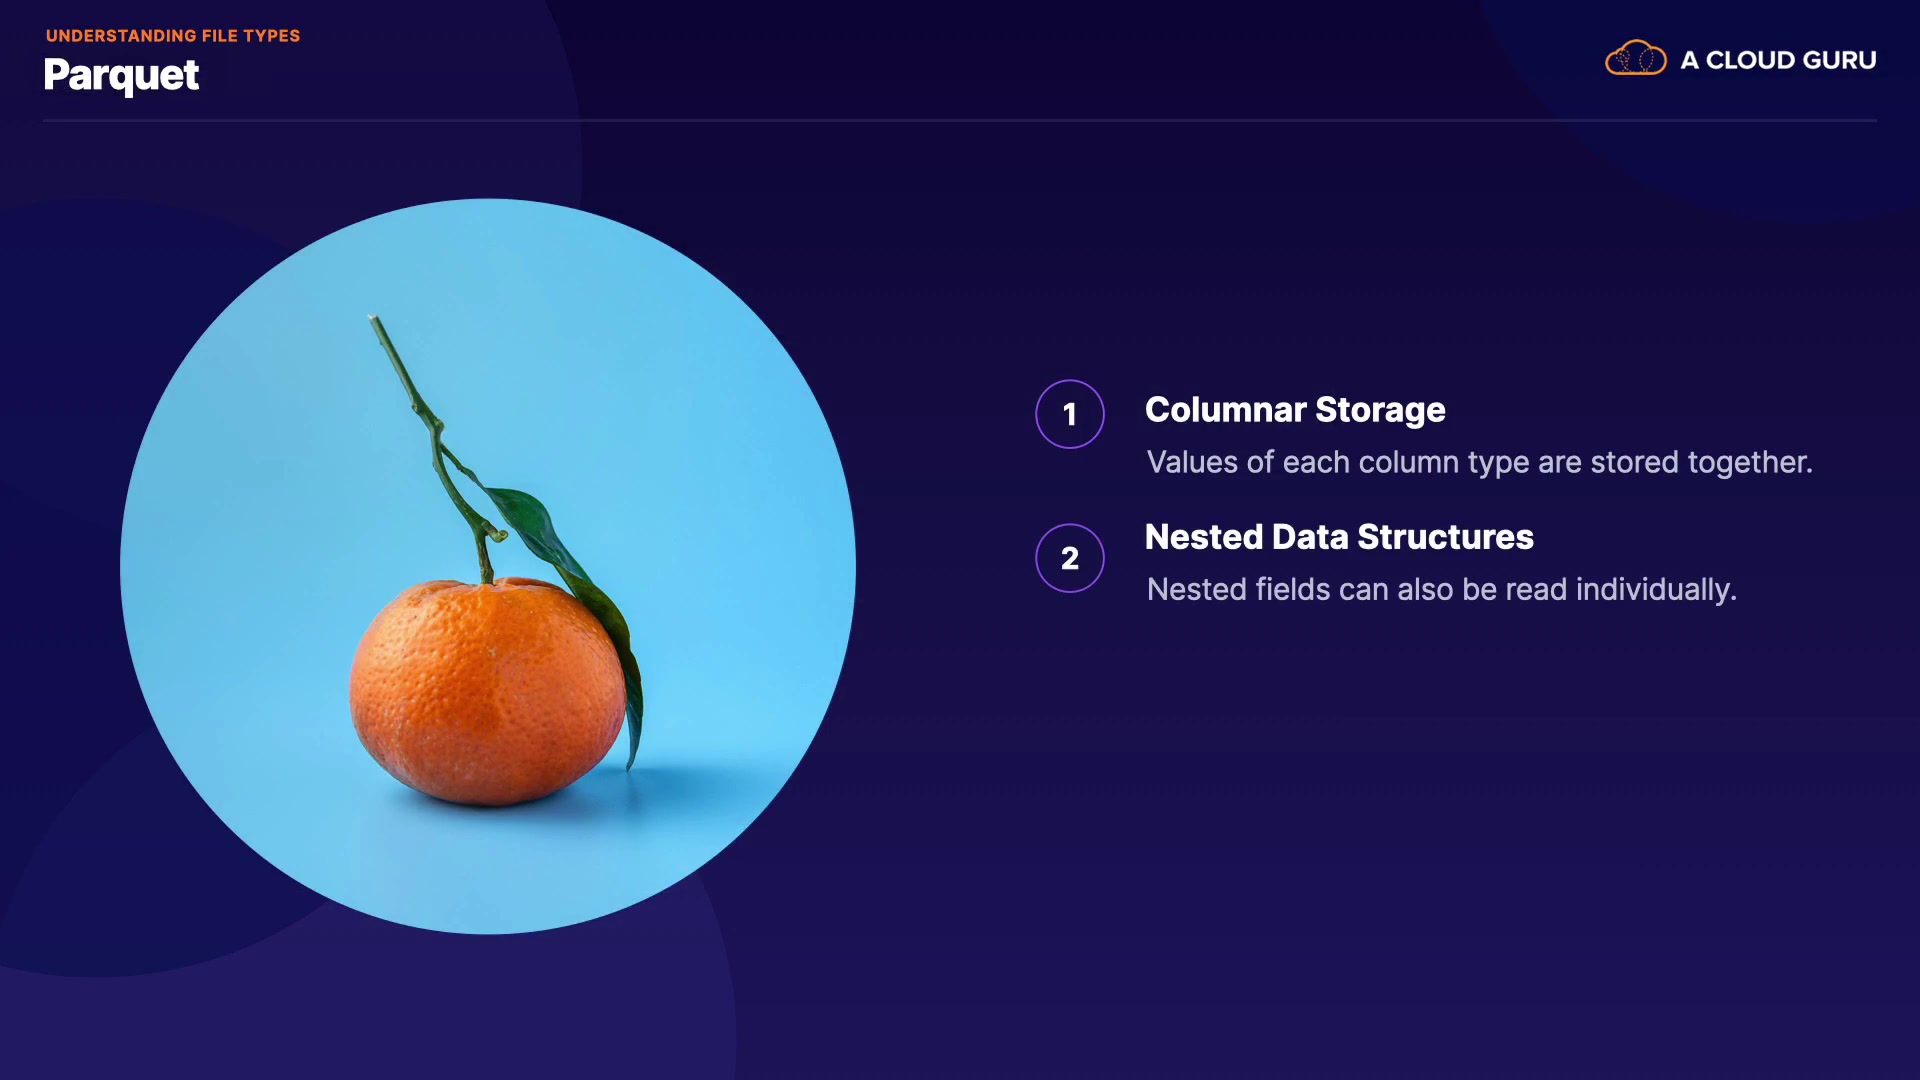 UNDERSTANDING FILE TYPES
Parquet
A CLOUD GURU
1
Columnar Storage
Values of each column type are stored together.
2
Nested Data Structures
Nested fields can also be read individually.